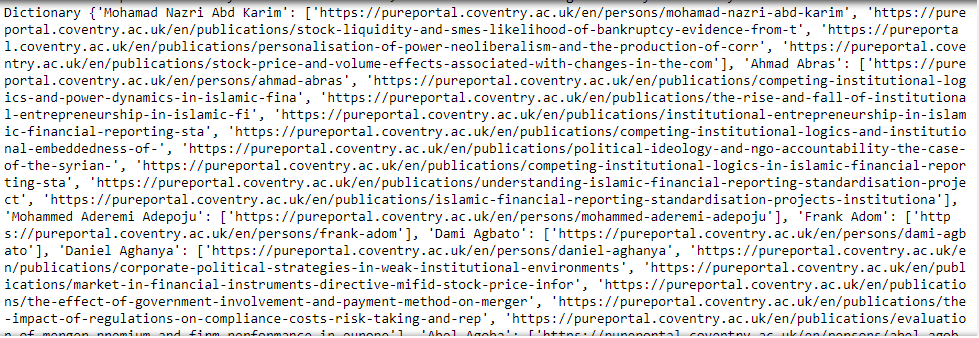 Dictionary {'Mohamad Nazri Abd Karim': ['https://pureportal.coventry.ac.uk/en/persons/mohamad-nazri-abd-karim', 'https://pure
portal.coventry.ac.uk/en/publications/stock-liquidity-and-smes-likelihood-of-bankruptcy-evidence-from-t', 'https://pureporta
l.coventry.ac.uk/en/publications/personalisation-of-power-neoliberalism-and-the-production-of-corr', 'https://pureportal.cove
ntry.ac.uk/en/publications/stock-price-and-volume-effects-associated-with-changes-in-the-com'], 'Ahmad Abras': ['https://pure
portal.coventry.ac.uk/en/persons/ahmad-abras', 'https://pureportal.coventry.ac.uk/en/publications/competing-institutional-log
ics-and-power-dynamics-in-islamic-fina', 'https://pureportal.coventry.ac.uk/en/publications/the-rise-and-fall-of-institutiona
l-entrepreneurship-in-islamic-fi', 'https://pureportal.coventry.ac.uk/en/publications/institutional-entrepreneurship-in-islam
ic-financial-reporting-sta', 'https://pureportal.coventry.ac.uk/en/publications/competing-institutional-logics-and-institutio
nal-embeddedness-of-', 'https://pureportal.coventry.ac.uk/en/publications/political-ideology-and-ngo-accountability-the-case-
of-the-syrian-', 'https://pureportal.coventry.ac.uk/en/publications/competing-institutional-logics-in-islamic-financial-repor
ting-sta', 'https://pureportal.coventry.ac.uk/en/publications/understanding-islamic-financial-reporting-standardisation-proje
ct', 'https://pureportal.coventry.ac.uk/en/publications/islamic-financial-reporting-standardisation-projects-institutiona'],
'Mohammed Aderemi Adepoju': ['https://pureportal.coventry.ac.uk/en/persons/mohammed-aderemi-adepoju'], 'Frank Adom': ['http
s://pureportal.coventry.ac.uk/en/persons/frank-adom'], 'Dami Agbato': ['https://pureportal.coventry.ac.uk/en/persons/dami-agb
ato'], 'Daniel Aghanya': ['https://pureportal.coventry.ac.uk/en/persons/daniel-aghanya', 'https://pureportal.coventry.ac.uk/e
n/publications/corporate-political-strategies-in-weak-institutional-environments', 'https://pureportal.coventry.ac.uk/en/publ
ications/market-in-financial-instruments-directive-mifid-stock-price-infor', 'https://pureportal.coventry.ac.uk/en/publicatio
ns/the-effect-of-government-involvement-and-payment-method-on-merger', 'https://pureportal.coventry.ac.uk/en/publications/the
-impact-of-regulations-on-compliance-costs-risk-taking-and-rep', 'https://pureportal.coventry.ac.uk/en/publications/evaluatio
n-of-merger-premium-and-firm-performance-in-europe'], 'Abel Agoba': ['https://pureportal.coventry.ac.uk/en/persons/abel-agob